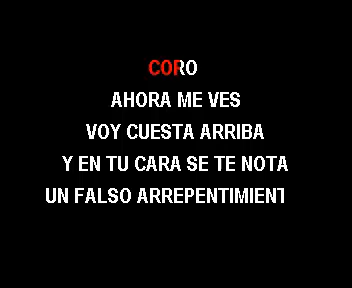 CORO
AHORA ME VES
VOY CUESTA ARRIBA
Y EN TU CARA SE TE NOTA
UN FALSO ARREPENTIMIENT